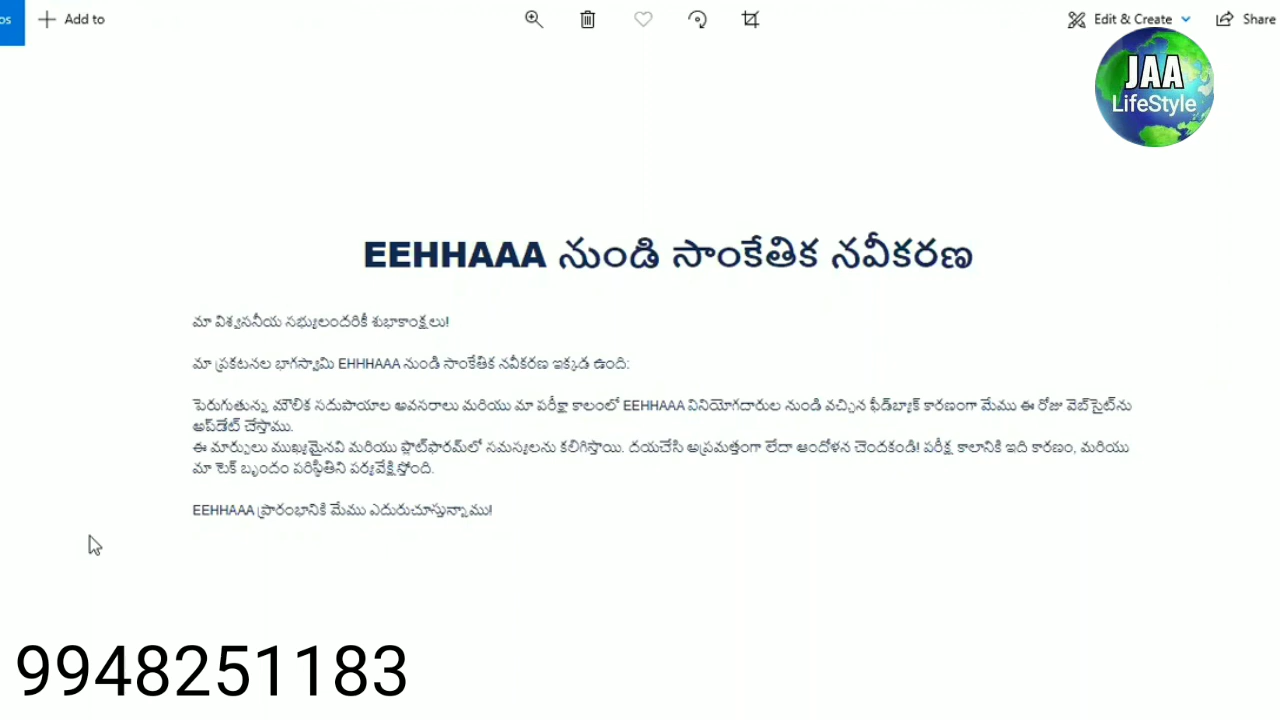 os
Add to
Edit & Create
Share
JAA
LifeStyle
EEHHAAA నుండి సాంకేతిక నవీకరణ
మా విశ్వసనీయ సభ్యులందరికీ శుభాకాంక్షలు!
మా ప్రకటనల భాగస్వామి EHHHAAA నుండి సాంకేతిక నవీకరణ ఇక్కడ ఉంది:
పెరుగుతున్న మౌలిక సదుపాయాల అవసరాలు మరియు మా పరీక్షా కాలంలో EEHHAAA వినియోగదారుల నుండి వచ్చిన ఫీడ్‌బ్యాక్ కారణంగా మేము ఈ రోజు వెబ్‌సైట్‌ను
అప్‌డేట్ చేస్తాము.
ఈ మార్పులు ముఖ్యమైనవి మరియు ప్లాట్‌ఫారమ్‌లో సమస్యలను కలిగిస్తాయి. దయచేసి అప్రమత్తంగా లేదా ఆందోళన చెందకండి! పరీక్ష కాలానికి ఇది కారణం, మరియు
మా టెక్ బృందం పరిస్థితిని పర్యవేక్షిస్తోంది.
EEHHAAA ప్రారంభానికి మేము ఎదురుచూస్తున్నాము!
9948251183